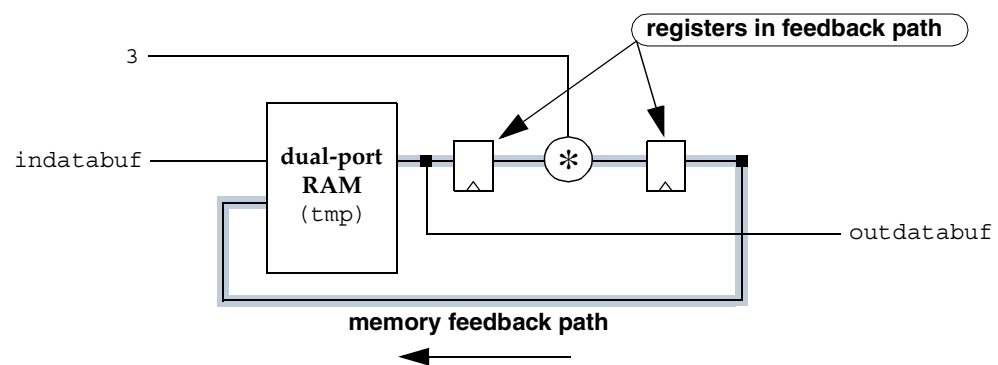 registers in feedback path
3
indatabuf
dual-port
RAM
(tmp)
*
outdatabuf
memory feedback path